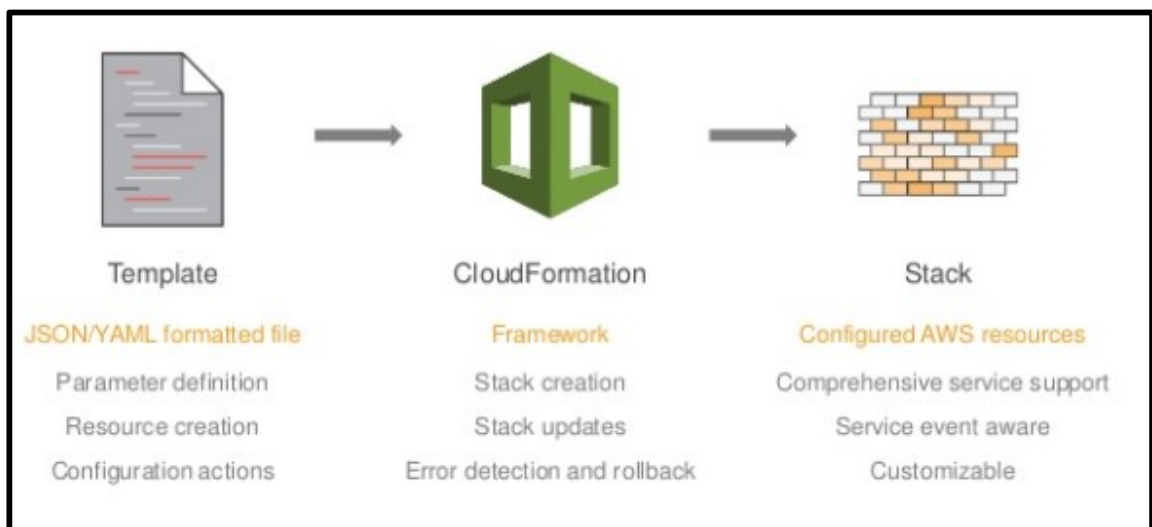 Template
CloudFormation
Stack
JSON/YAML formatted file
Framework
Configured AWS resources
Parameter definition
Stack creation
Comprehensive service support
Resource creation
Stack updates
Service event aware
Configuration actions
Error detection and rollback
Customizable